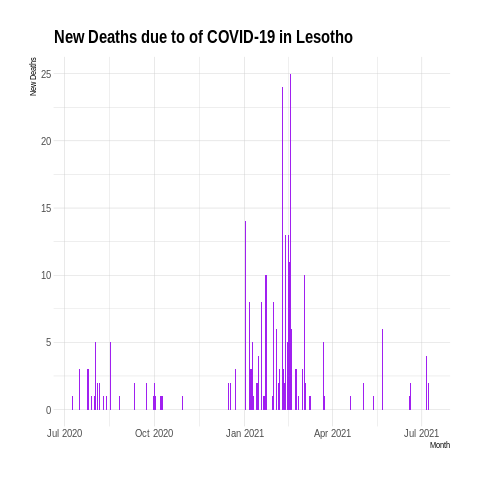 New Deaths due to of COVID-19 in Lesotho
New Deaths
25
20
15
10
5
0
Jul 2020 Oct 2020 Jan 2021 Apr 2021 Jul 2021
Month